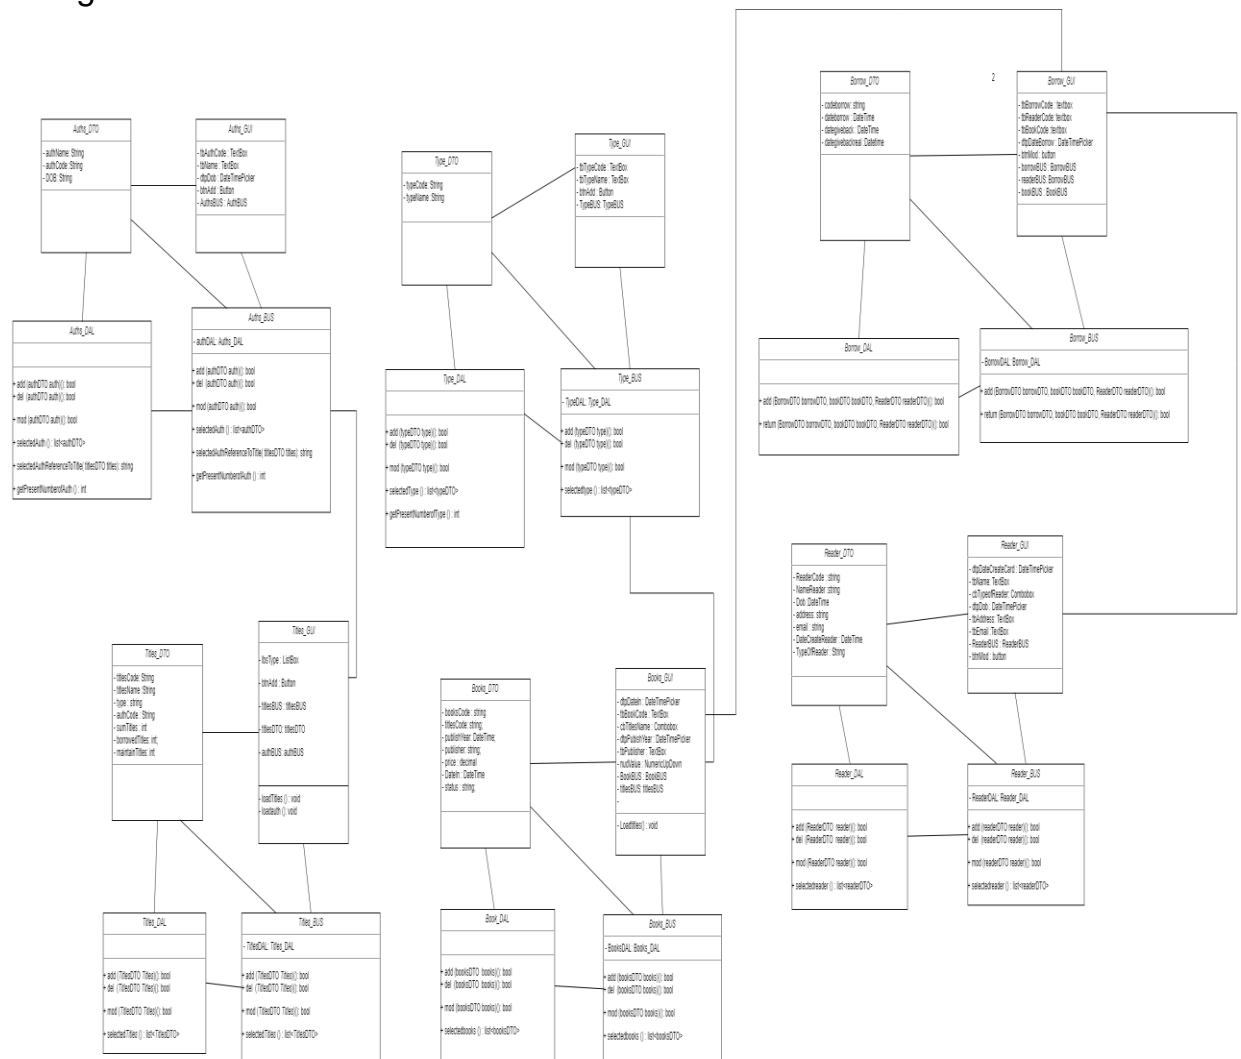 Auths_DTO
- authName: String
- authCode: String
- DOB: String
Auths_GUI
- tbAuthCode : TextBox
- tbName : TextBox
- dtpDob : DateTimePicker
- btnAdd : Button
- AuthsBUS : AuthBUS
Auths_DAL
+ add (authDTO auth)(): bool
+ del (authDTO auth)(): bool
+ mod (authDTO auth)(): bool
+ selectedAuth () : list<authDTO>
+ selectedAuthReferenceToTitle( titlesDTO titles) : string
+ getPresentNumberofAuth () : int
Auths_BUS
- authDAL: Auths_DAL
+ add (authDTO auth)(): bool
+ del (authDTO auth)(): bool
+ mod (authDTO auth)(): bool
+ selectedAuth () : list<authDTO>
+ selectedAuthReferenceToTitle( titlesDTO titles) : string
+ getPresentNumberofAuth () : int
Type_DTO
- typeCode: String
- typeName: String
Type_GUI
- tbTypeCode : TextBox
- tbTypeName : TextBox
- btnAdd : Button
- TypeBUS: TypeBUS
Type_DAL
+ add (typeDTO type)(): bool
+ del (typeDTO type)(): bool
+ mod (typeDTO type)(): bool
+ selectedType () : list<typeDTO>
+ getPresentNumberofType () : int
Type_BUS
- TypeDAL: Type_DAL
+ add (typeDTO type)(): bool
+ del (typeDTO type)(): bool
+ mod (typeDTO type)(): bool
+ selectedtype () : list<typeDTO>
Borrow_DTO
- codeborrow: string
- dateborrow : DateTime
- dategiveback : DateTime
- dategivebackreal :Datetime
2
Borrow_GUI
- tbBorrowCode : textbox
- tbReaderCode: textbox
- tbBookCode :textbox
- dtpDateBorrow : DateTimePicker
- btnMod : button
- borrowBUS: BorrowBUS
- readerBUS: BorrowBUS
- bookBUS : BookBUS
Borrow_DAL
+ add (BorrowDTO borrowDTO, bookDTO bookDTO, ReaderDTO readerDTO)(): bool
+ return (BorrowDTO borrowDTO, bookDTO bookDTO, ReaderDTO readerDTO)(): bool
Borrow_BUS
- BorrowDAL: Borrow_DAL
+ add (BorrowDTO borrowDTO, bookDTO bookDTO, ReaderDTO readerDTO)(): bool
+ return (BorrowDTO borrowDTO, bookDTO bookDTO, ReaderDTO readerDTO)(): bool
Titles_DTO
- titlesCode: String
- titlesName: String
- type : string
- authCode : String
- sumTitles : int
- borrowedTitles: int;
- maintainTitles: int
Titles_GUI
- lbsType : ListBox
- btnAdd : Button
- titlesBUS : titlesBUS
- titlesDTO: titlesDTO
- authBUS: authBUS
- loadTitles () : void
- loadauth (): void
Titles_DAL
+ add (TitlesDTO Titles)(): bool
+ del (TitlesDTO Titles)(): bool
+ mod (TitlesDTO Titles)(): bool
+ selectedTitles () : list<TitlesDTO>
Titles_BUS
- TitlesDAL: Titles_DAL
+ add (TitlesDTO Titles)(): bool
+ del (TitlesDTO Titles)(): bool
+ mod (TitlesDTO Titles)(): bool
+ selectedTitles () : list<TitlesDTO>
Books_DTO
- booksCode : string
- titlesCode: string;
- publishYear: DateTime;
- publisher: string;
- price : decimal
- DateIn : DateTime
- status : string;
Books_GUI
- dtpDateIn : DateTimePicker
- tbBookCode : TextBox
- cbTitlesName : Combobox
- dtpPublishYear : DateTimePicker
- tbPublisher : TextBox
- nudValue : NumericUpDown
- BookBUS : BookBUS
- titlesBUS: titlesBUS
-
- Loadtitles() : void
Book_DAL
+ add (booksDTO books)(): bool
+ del (booksDTO books)(): bool
+ mod (booksDTO books)(): bool
+ selectedbooks () : list<booksDTO>
Books_BUS
- BooksDAL: Books_DAL
+ add (booksDTO books)(): bool
+ del (booksDTO books)(): bool
+ mod (booksDTO books)(): bool
+ selectedbooks () : list<booksDTO>
Reader_DTO
- ReaderCode : string
- NameReader :string
- Dob :DateTime
- address: string
- email : string
- DateCreateReader : DateTime
- TypeOfReader : String
Reader_GUI
- dtpDateCreateCard : DateTimePicker
- tbName: TextBox
- cbTypeofReader: Combobox
- dtpDob : DateTimePicker
- tbAddress: TextBox
- tbEmail :TextBox
- ReaderBUS : ReaderBUS
- btnMod : button
Reader_DAL
+ add (ReaderDTO reader)(): bool
+ del (ReaderDTO reader)(): bool
+ mod (ReaderDTO reader)(): bool
+ selectedreader () : list<readerDTO>
Reader_BUS
- ReaderDAL: Reader_DAL
+ add (readerDTO reader)(): bool
+ del (readerDTO reader)(): bool
+ mod (readerDTO reader)(): bool
+ selectedreader () : list<readerDTO>